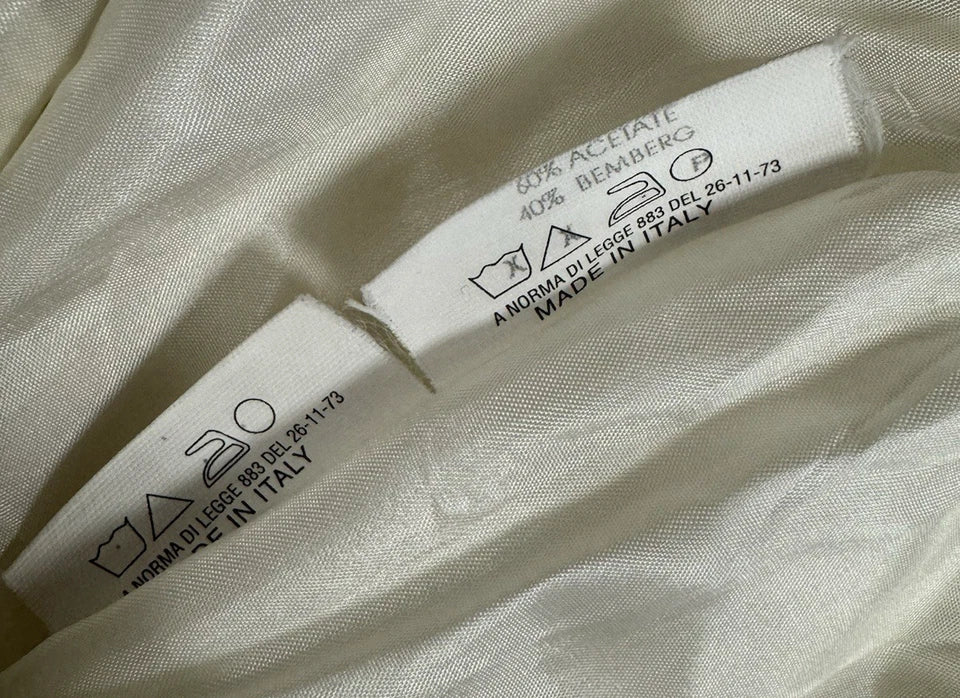 60% ACETATE
40% BEMBERG
X X P
A NORMA DI LEGGE 883 DEL 26-11-73
MADE IN ITALY
A NORMA DI LEGGE 883 DEL 26-11-73
MADE IN ITALY